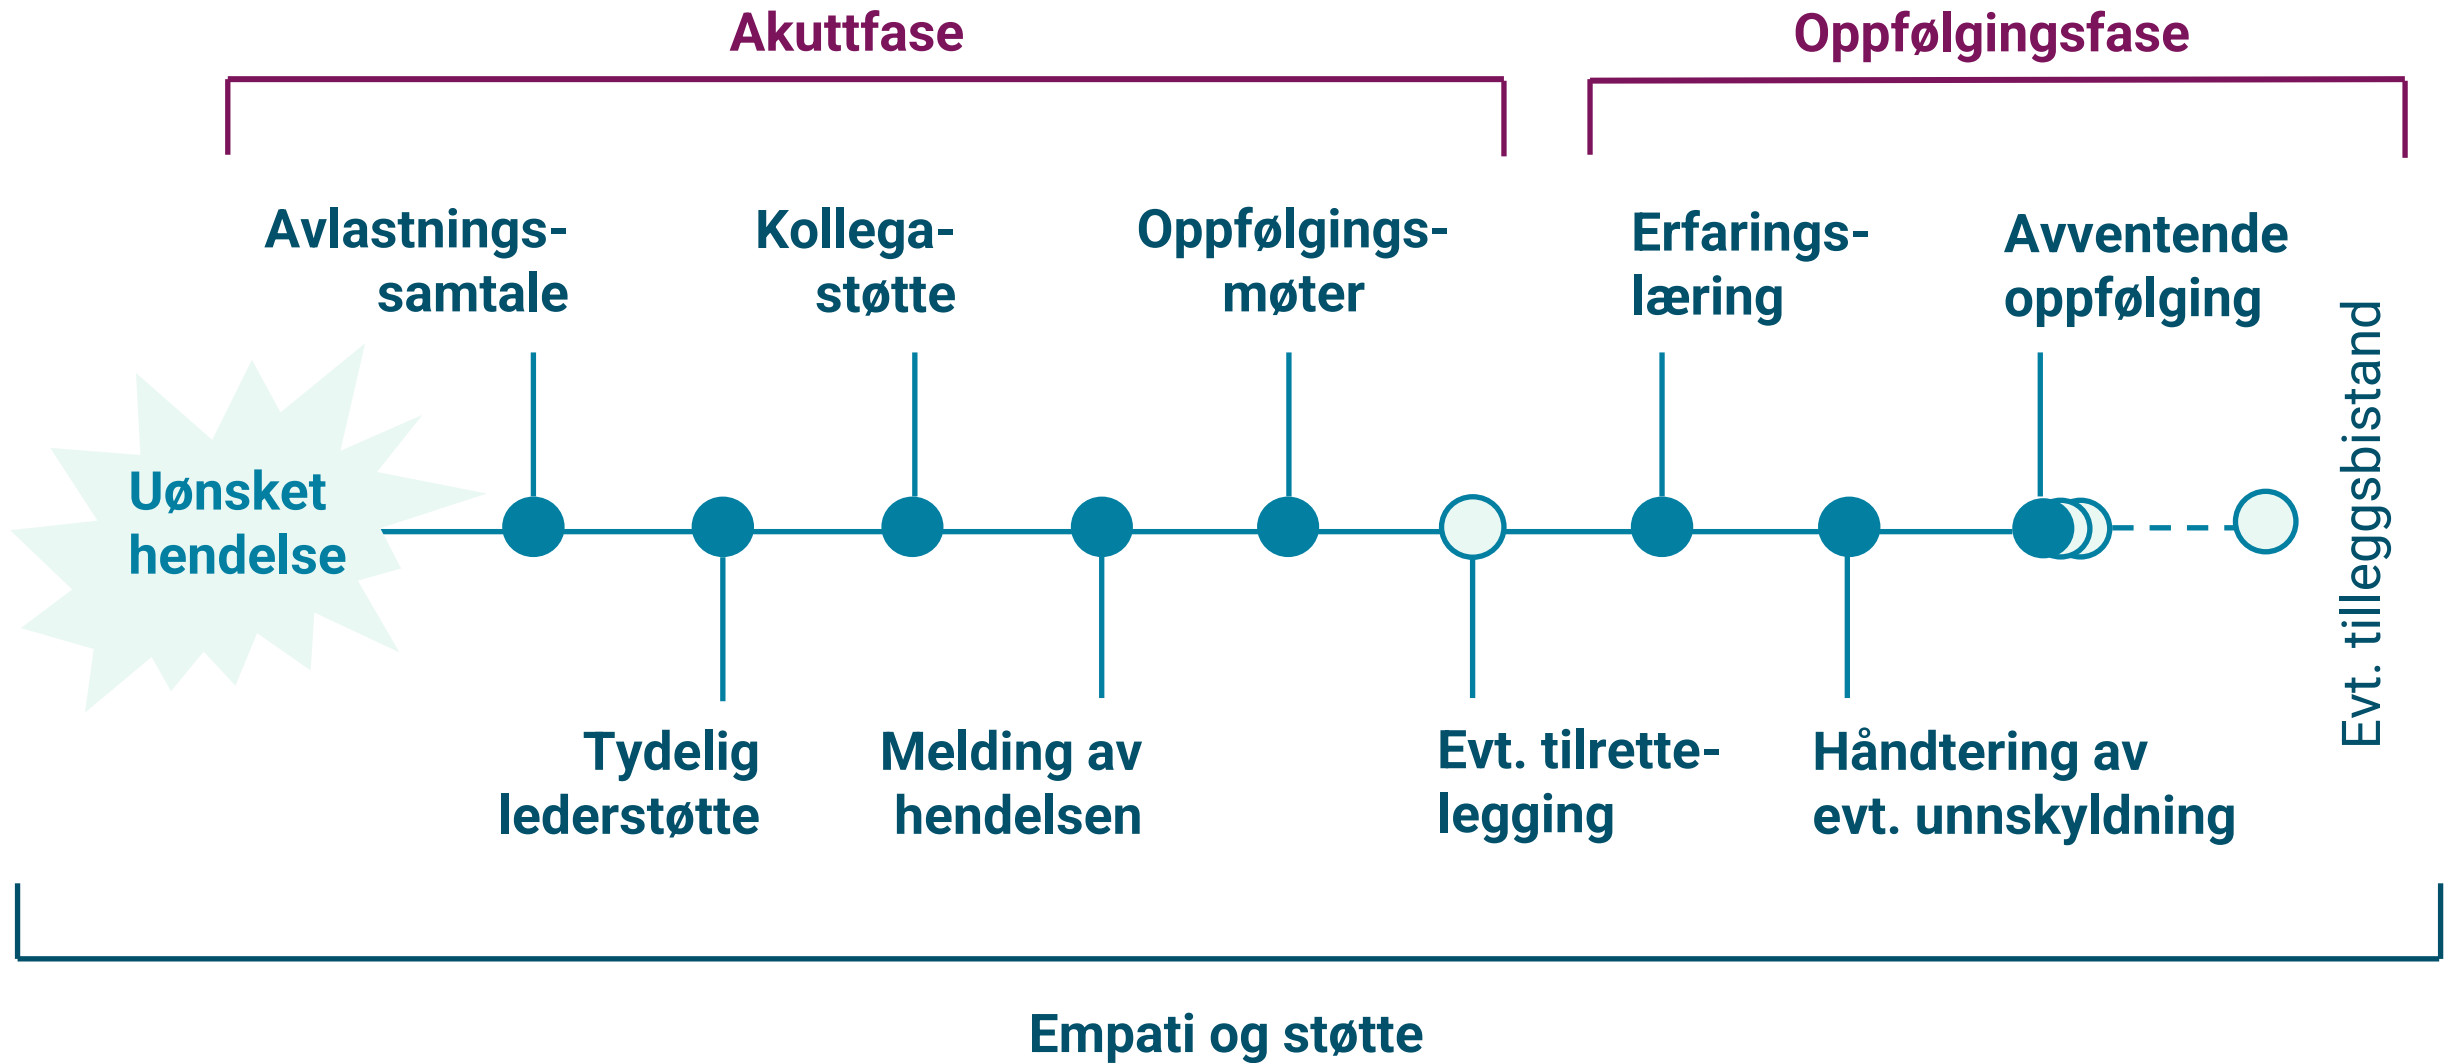 Akuttfase
Oppfølgingsfase
Avlastnings-
samtale
Kollega-
støtte
Oppfølgings-
møter
Erfarings-
læring
Avventende
oppfølging
Evt. tilleggsbistand
Uønsket
hendelse
Tydelig
lederstøtte
Melding av
hendelsen
Evt. tilrette-
legging
Håndtering av
evt. unnskyldning
Empati og støtte